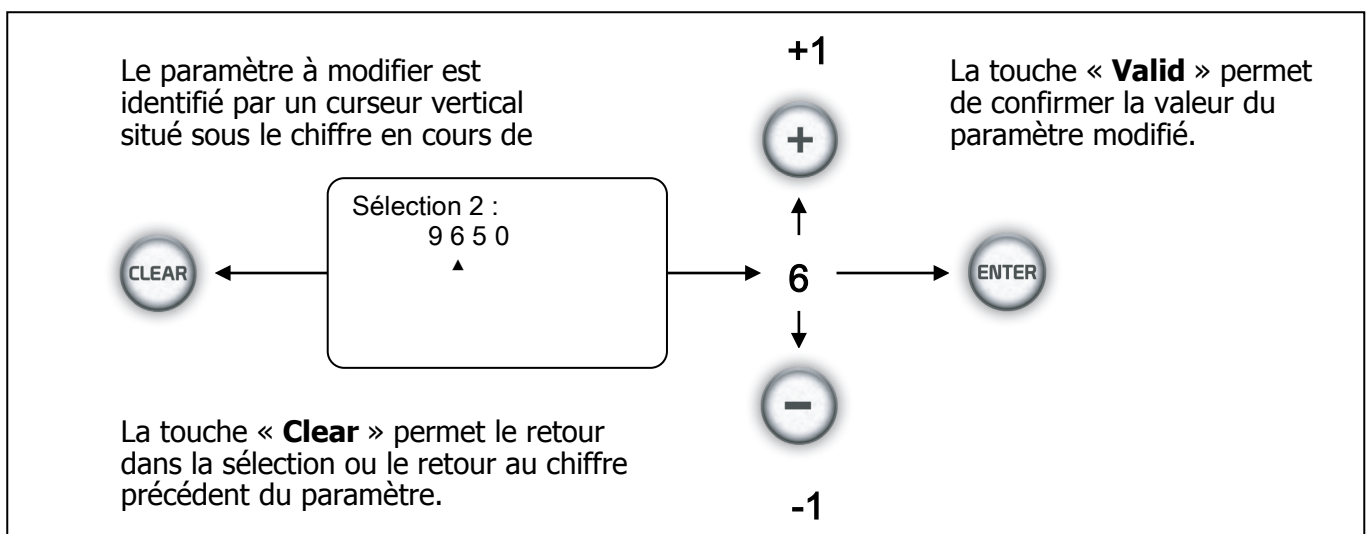 Le paramètre à modifier est
identifié par un curseur vertical
situé sous le chiffre en cours de
+1
+
La touche « Valid » permet
de confirmer la valeur du
paramètre modifié.
CLEAR
Sélection 2 :
9 6 5 0
▲
6
ENTER
−
La touche « Clear » permet le retour
dans la sélection ou le retour au chiffre
précédent du paramètre.
-1